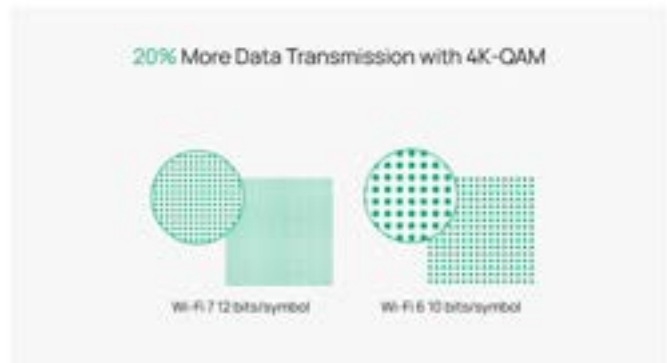 20% More Data Transmission with 4K-QAM
Wi-Fi 7 12 bits/symbol
Wi-Fi 6 10 bits/symbol